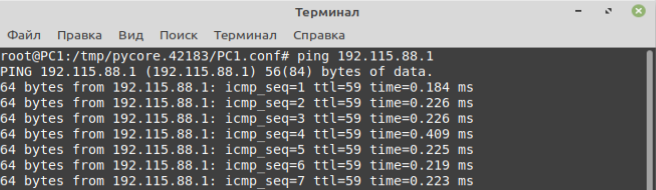 Терминал
Файл Правка Вид Поиск Терминал Справка
root@PC1:/tmp/pycore.42183/PC1.conf# ping 192.115.88.1
PING 192.115.88.1 (192.115.88.1) 56(84) bytes of data.
64 bytes from 192.115.88.1: icmp_seq=1 ttl=59 time=0.184 ms
64 bytes from 192.115.88.1: icmp_seq=2 ttl=59 time=0.226 ms
64 bytes from 192.115.88.1: icmp_seq=3 ttl=59 time=0.226 ms
64 bytes from 192.115.88.1: icmp_seq=4 ttl=59 time=0.409 ms
64 bytes from 192.115.88.1: icmp_seq=5 ttl=59 time=0.225 ms
64 bytes from 192.115.88.1: icmp_seq=6 ttl=59 time=0.219 ms
64 bytes from 192.115.88.1: icmp_seq=7 ttl=59 time=0.223 ms